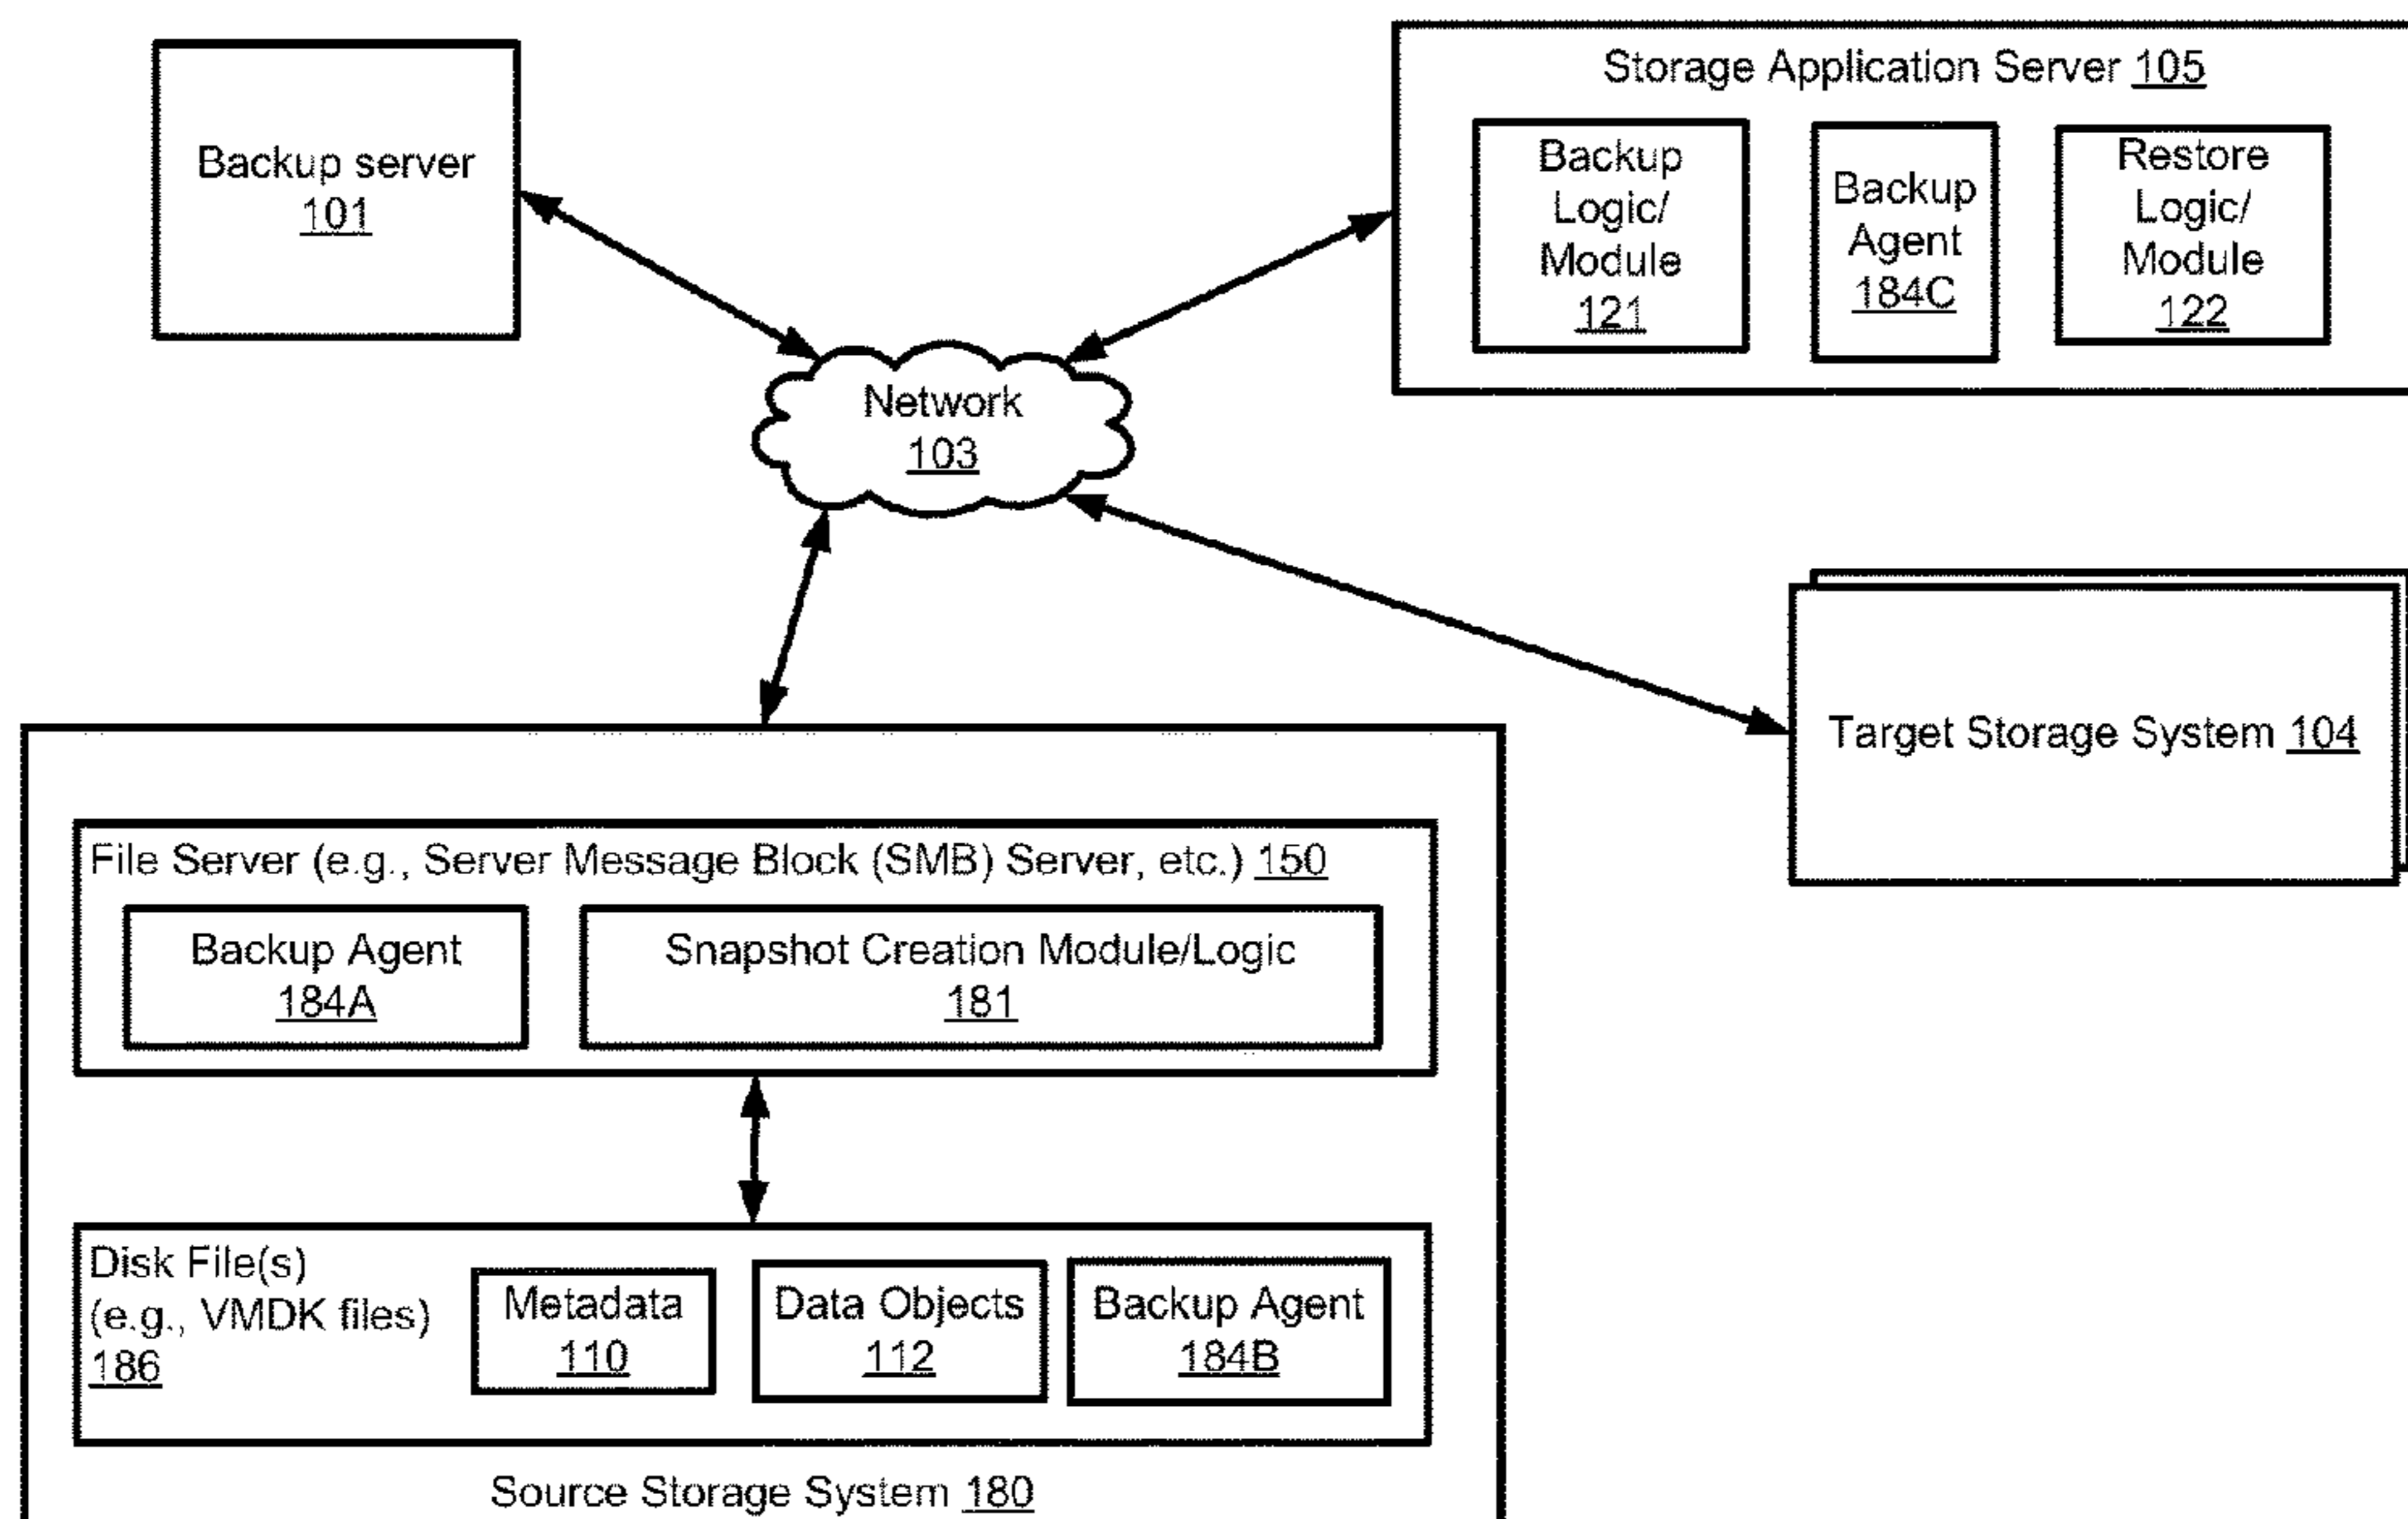 Backup server
101
Storage Application Server 105
Backup
Logic/
Module
121
Backup
Agent
184C
Restore
Logic/
Module
122
Network
103
Target Storage System 104
File Server (e.g., Server Message Block (SMB) Server, etc.) 150
Backup Agent
184A
Snapshot Creation Module/Logic
181
Disk File(s)
(e.g., VMDK files)
186
Metadata
110
Data Objects
112
Backup Agent
184B
Source Storage System 180